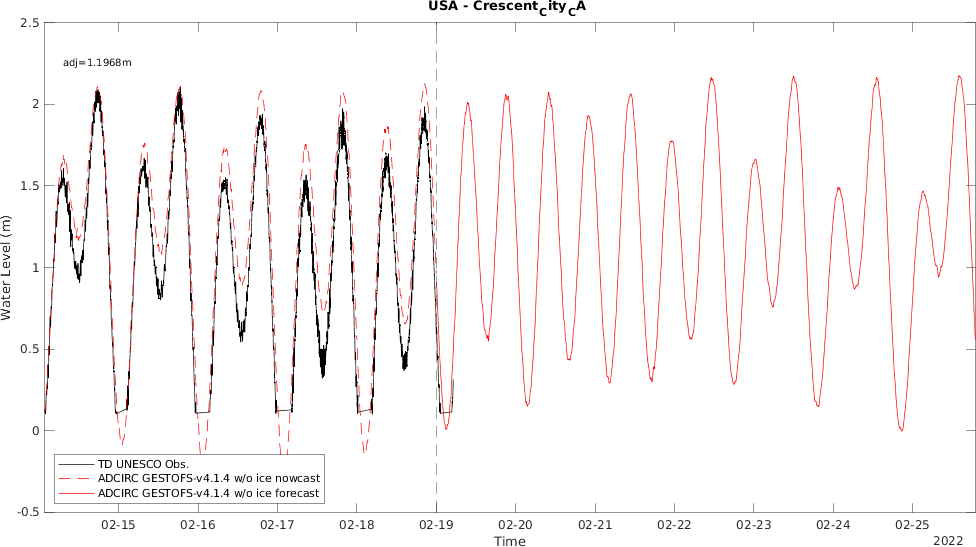 USA - Crescent_City_CA
adj=1.1968m
2.5
2
1.5
1
0.5
0
-0.5
Water Level (m)
TD UNESCO Obs.
ADCIRC GESTOFS-v4.1.4 w/o ice nowcast
ADCIRC GESTOFS-v4.1.4 w/o ice forecast
02-15 02-16 02-17 02-18 02-19 02-20 02-21 02-22 02-23 02-24 02-25
Time
2022